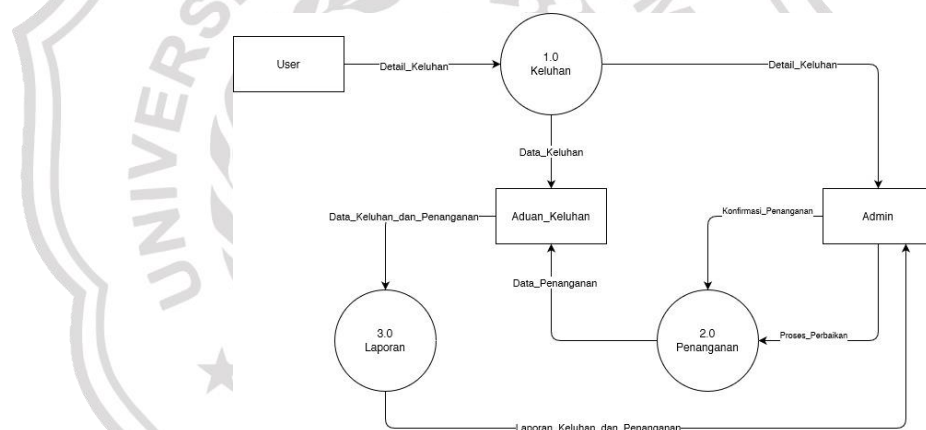 UNIVERS
User
Detail_Keluhan
1.0
Keluhan
Detail_Keluhan
Data_Keluhan
Data_Keluhan_dan_Penanganan
Aduan_Keluhan
Konfirmasi_Penanganan
Admin
Data_Penanganan
3.0
Laporan
2.0
Penanganan
Proses_Perbaikan
Laporan_Keluhan_dan_Penanganan